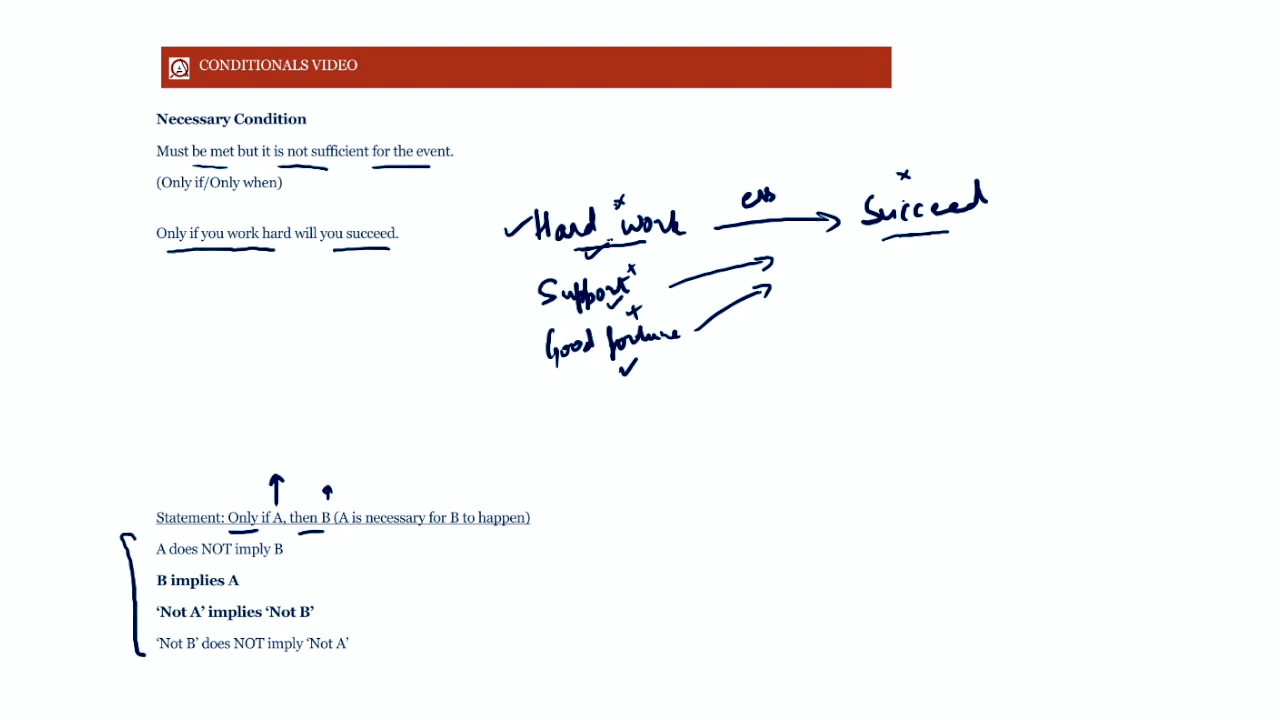 CONDITIONALS VIDEO
Necessary Condition
Must be met but it is not sufficient for the event.
(Only if/Only when)
Only if you work hard will you succeed.
Hard work
ess
Succeed
Support
Good fortune
Statement: Only if A, then B (A is necessary for B to happen)
A does NOT imply B
B implies A
‘Not A’ implies ‘Not B’
‘Not B’ does NOT imply ‘Not A’